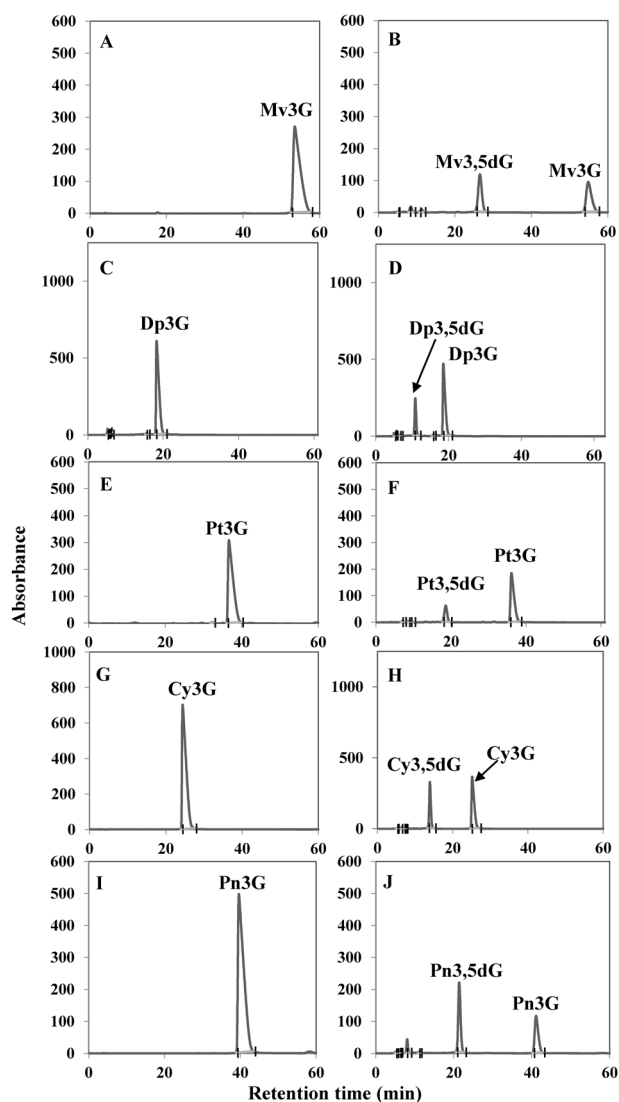 A
600
500
400
300
200
100
0
Mv3G
0 20 40 60
B
600
500
400
300
200
100
0
Mv3,5dG
Mv3G
0 20 40 60
C
1000
500
0
Dp3G
0 20 40 60
D
1000
500
0
Dp3,5dG
Dp3G
0 20 40 60
Absorbance
E
600
500
400
300
200
100
0
Pt3G
0 20 40 60
F
600
500
400
300
200
100
0
Pt3,5dG
Pt3G
0 20 40 60
G
1000
800
600
400
200
0
Cy3G
0 20 40 60
H
1000
500
0
Cy3,5dG
Cy3G
0 20 40 60
I
600
500
400
300
200
100
0
Pn3G
0 20 40 60
J
600
500
400
300
200
100
0
Pn3,5dG
Pn3G
0 20 40 60
Retention time (min)